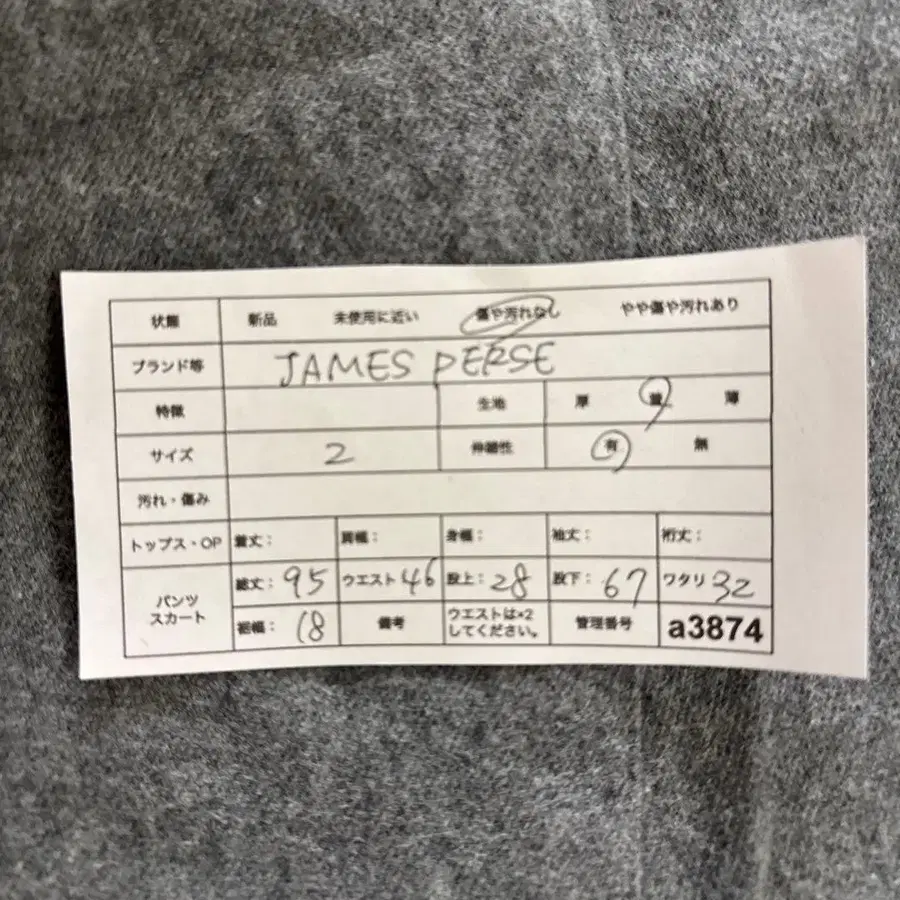 状態 新品 未使用に近い 傷や汚れなし やや傷や汚れあり
ブランド等 JAMES PERSE
特徴 生地 厚 普 薄
サイズ 2 伸縮性 有 無
汚れ・傷み
トップス・OP 着丈: 肩幅: 身幅: 袖丈: 裄丈:
パンツ スカート 総丈: 95 ウエスト 46 股上: 28 股下: 67 ワタリ 32
裾幅: 18 備考 ウエストは×2 してください。 管理番号 a3874